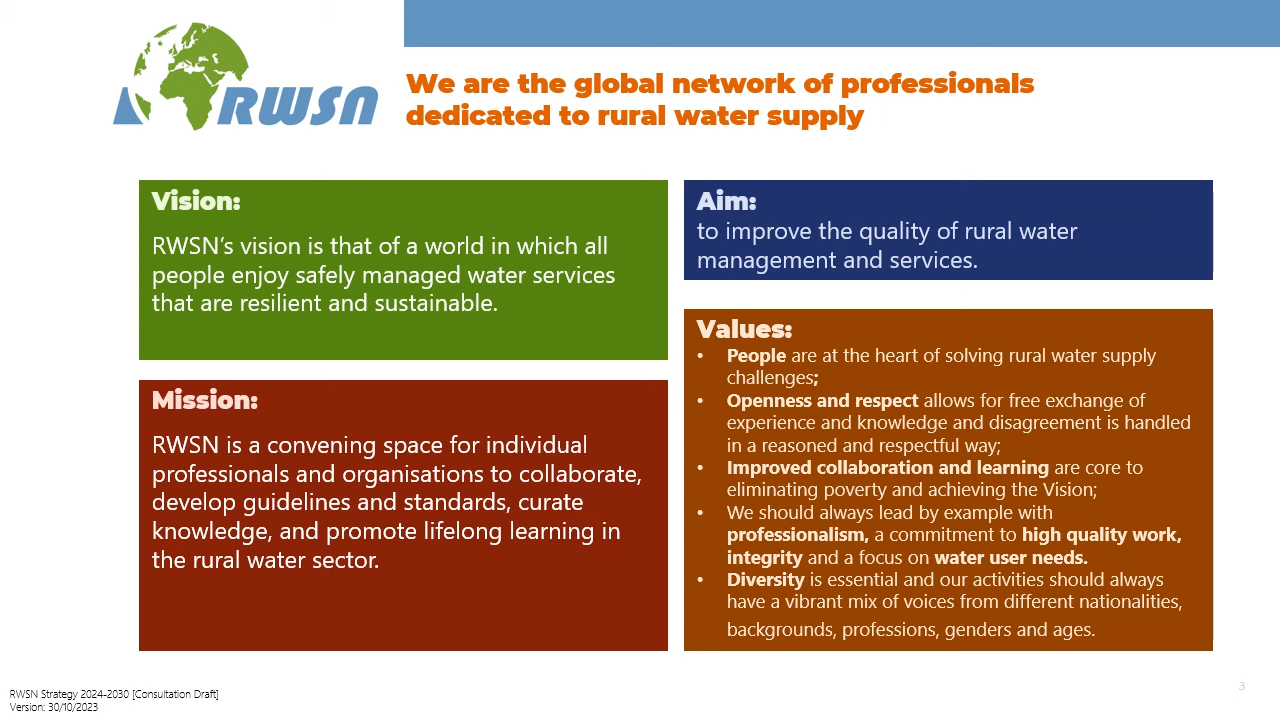 RWSN
We are the global network of professionals
dedicated to rural water supply
Vision:
RWSN’s vision is that of a world in which all
people enjoy safely managed water services
that are resilient and sustainable.
Mission:
RWSN is a convening space for individual
professionals and organisations to collaborate,
develop guidelines and standards, curate
knowledge, and promote lifelong learning in
the rural water sector.
Aim:
to improve the quality of rural water
management and services.
Values:
• People are at the heart of solving rural water supply
challenges;
• Openness and respect allows for free exchange of
experience and knowledge and disagreement is handled
in a reasoned and respectful way;
• Improved collaboration and learning are core to
eliminating poverty and achieving the Vision;
• We should always lead by example with
professionalism, a commitment to high quality work,
integrity and a focus on water user needs.
• Diversity is essential and our activities should always
have a vibrant mix of voices from different nationalities,
backgrounds, professions, genders and ages.
RWSN Strategy 2024-2030 [Consultation Draft]
Version: 30/10/2023
3